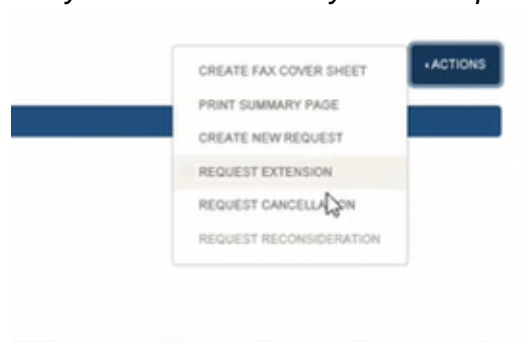 ‹ACTIONS
CREATE FAX COVER SHEET
PRINT SUMMARY PAGE
CREATE NEW REQUEST
REQUEST EXTENSION
REQUEST CANCELLATION
REQUEST RECONSIDERATION